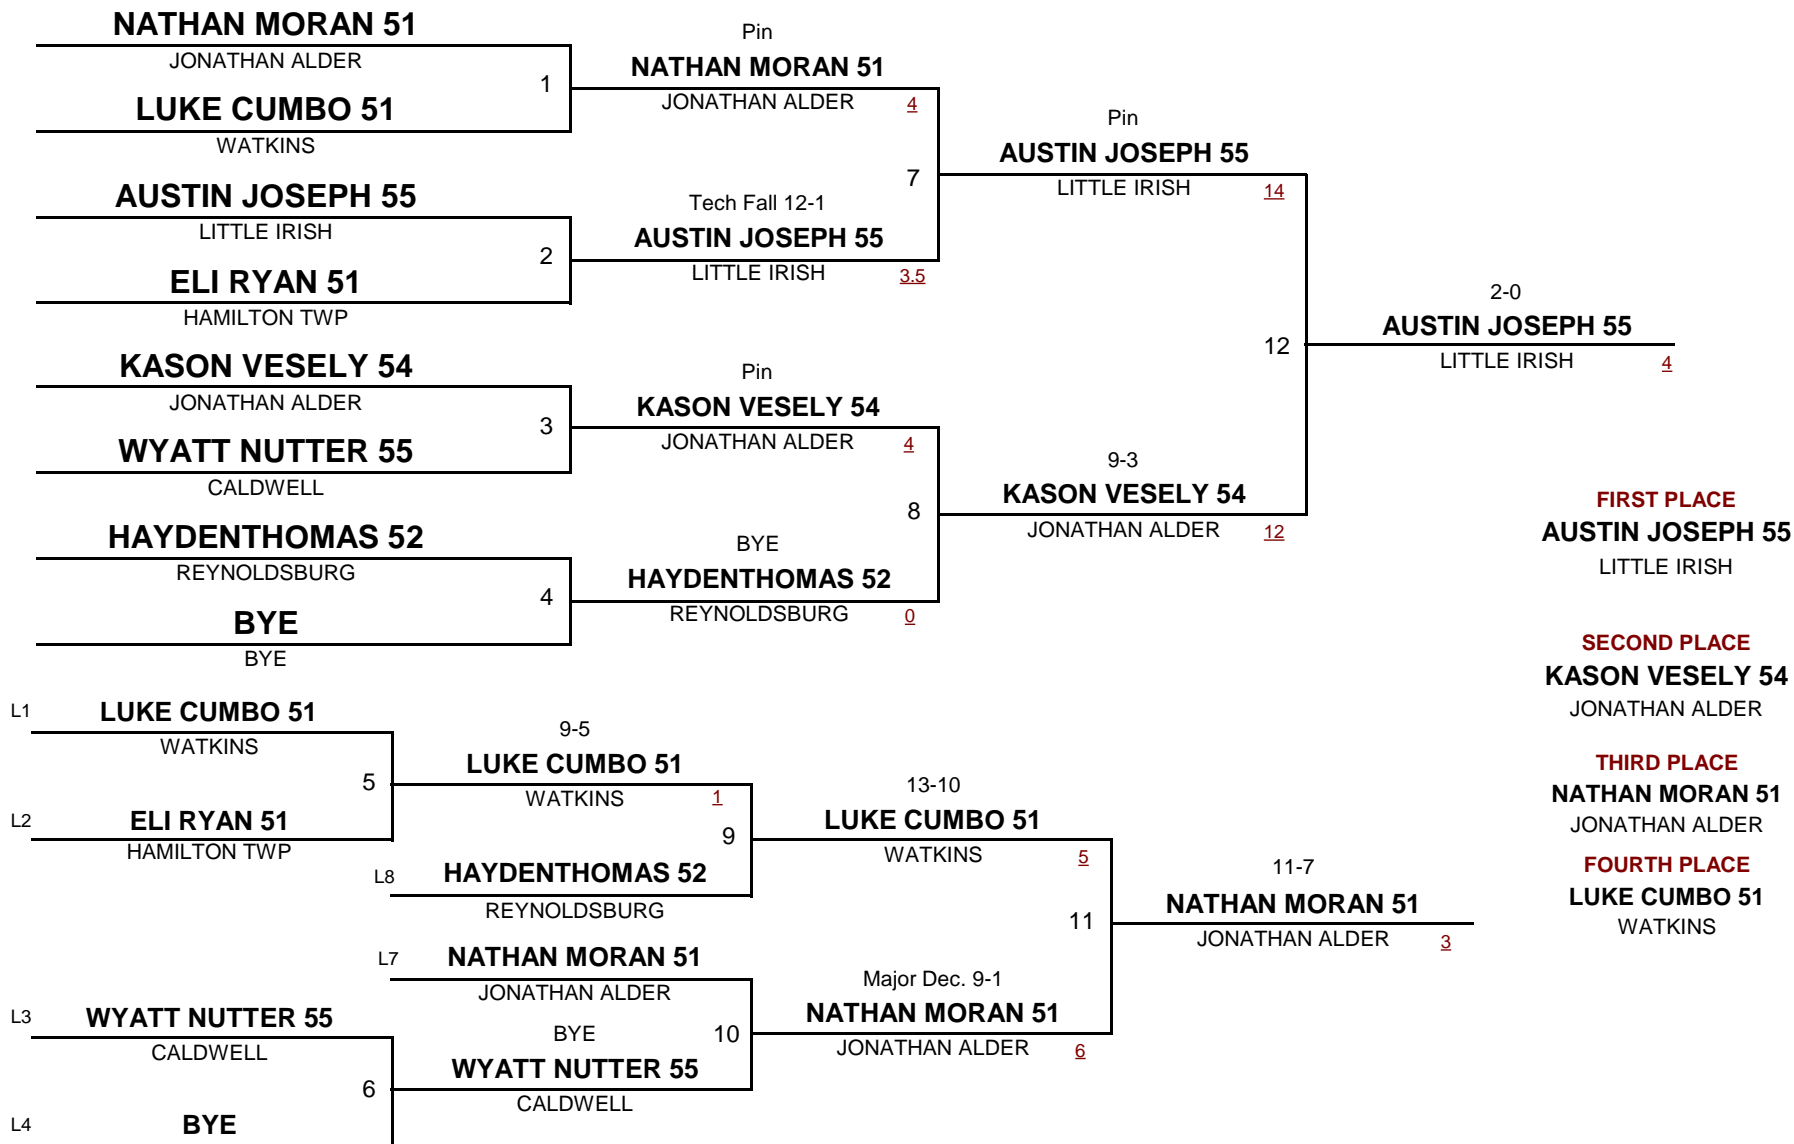 NATHAN MORAN 51
JONATHAN ALDER
1
LUKE CUMBO 51
WATKINS
AUSTIN JOSEPH 55
LITTLE IRISH
2
ELI RYAN 51
HAMILTON TWP
KASON VESELY 54
JONATHAN ALDER
3
WYATT NUTTER 55
CALDWELL
HAYDENTHOMAS 52
REYNOLDSBURG
4
BYE
BYE
Pin
NATHAN MORAN 51
JONATHAN ALDER 4
7
Tech Fall 12-1
AUSTIN JOSEPH 55
LITTLE IRISH 3.5
Pin
KASON VESELY 54
JONATHAN ALDER 4
8
BYE
HAYDENTHOMAS 52
REYNOLDSBURG 0
Pin
AUSTIN JOSEPH 55
LITTLE IRISH 14
12
9-3
KASON VESELY 54
JONATHAN ALDER 12
2-0
AUSTIN JOSEPH 55
LITTLE IRISH 4
FIRST PLACE
AUSTIN JOSEPH 55
LITTLE IRISH
SECOND PLACE
KASON VESELY 54
JONATHAN ALDER
THIRD PLACE
NATHAN MORAN 51
JONATHAN ALDER
FOURTH PLACE
LUKE CUMBO 51
WATKINS
L1 LUKE CUMBO 51
WATKINS
5
L2 ELI RYAN 51
HAMILTON TWP
9-5
LUKE CUMBO 51
WATKINS 1
9
L8 HAYDENTHOMAS 52
REYNOLDSBURG
L7 NATHAN MORAN 51
JONATHAN ALDER
10
BYE
WYATT NUTTER 55
CALDWELL
L3 WYATT NUTTER 55
CALDWELL
6
L4 BYE
13-10
LUKE CUMBO 51
WATKINS 5
11
Major Dec. 9-1
NATHAN MORAN 51
JONATHAN ALDER 6
11-7
NATHAN MORAN 51
JONATHAN ALDER 3